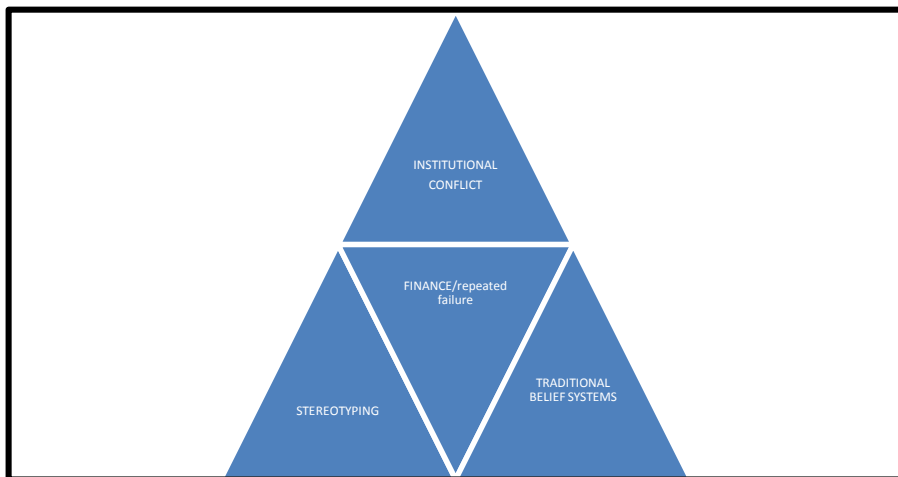 INSTITUTIONAL
CONFLICT
FINANCE/repeated
failure
STEREOTYPING
TRADITIONAL
BELIEF SYSTEMS